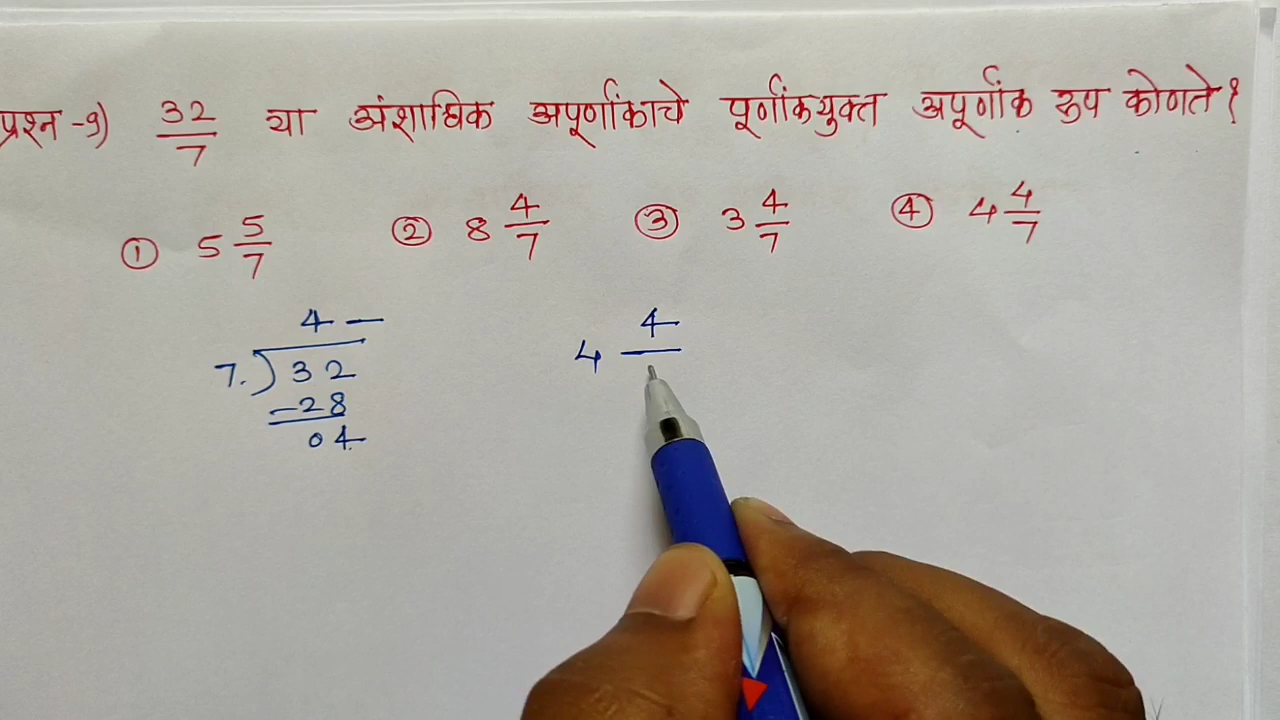 प्रश्न -१) 32/7 या अंशाधिक अपूर्णांकाचे पूर्णांकयुक्त अपूर्णांक रुप कोणते?
① 5 5/7 ② 8 4/7 ③ 3 4/7 ④ 4 4/7
4 —
7.) 32
-28
04
4 4/